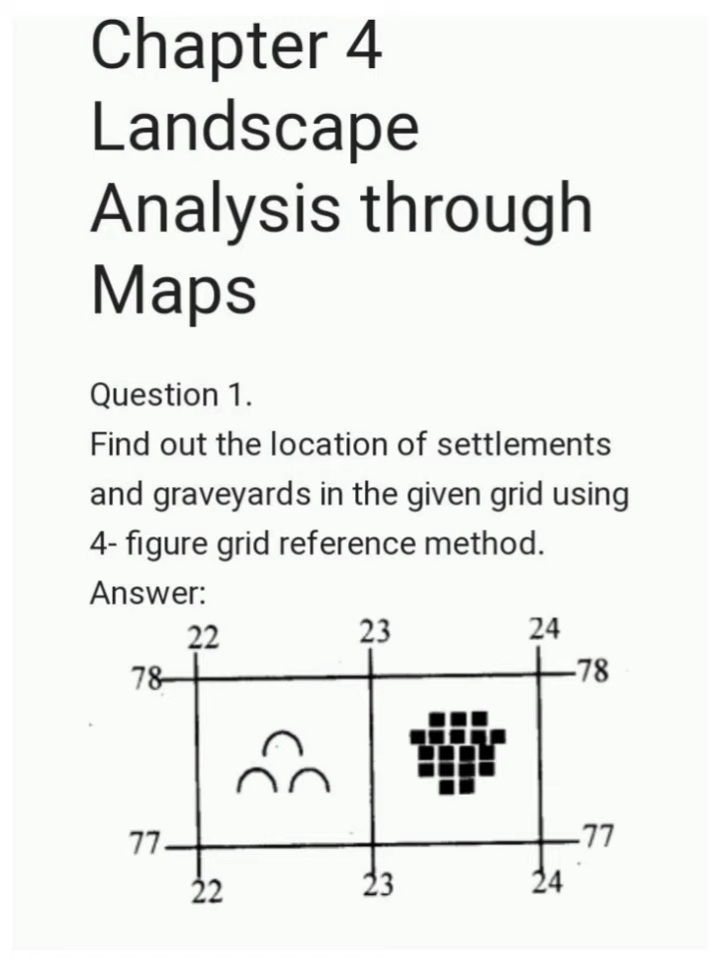 Chapter 4
Landscape
Analysis through
Maps
Question 1.
Find out the location of settlements
and graveyards in the given grid using
4- figure grid reference method.
Answer:
22 23 24
78 78
77 77
22 23 24